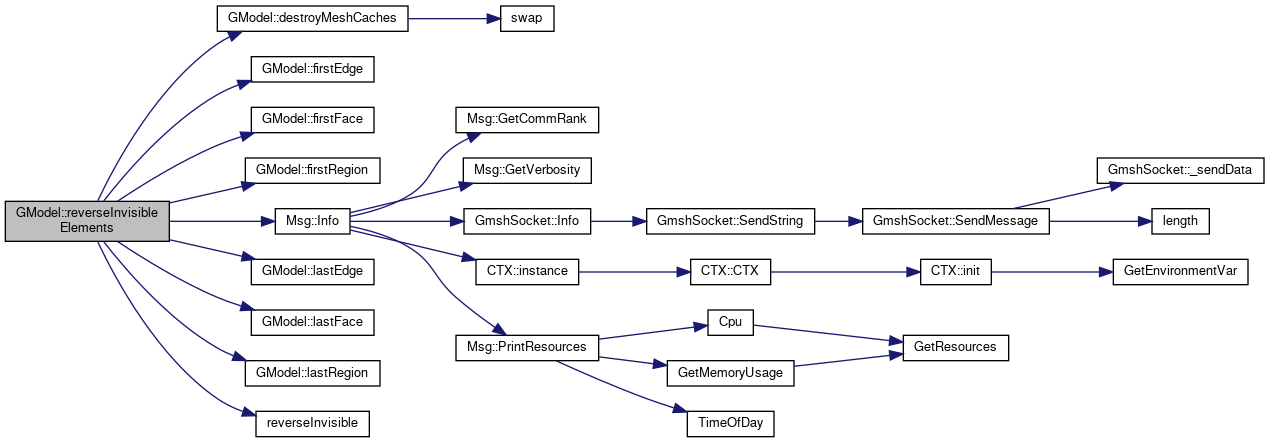 GModel::reverseInvisible
Elements
GModel::destroyMeshCaches
swap
GModel::firstEdge
GModel::firstFace
GModel::firstRegion
Msg::Info
Msg::GetCommRank
Msg::GetVerbosity
GmshSocket::Info
GmshSocket::SendString
GmshSocket::SendMessage
GmshSocket::_sendData
length
CTX::instance
CTX::CTX
CTX::init
GetEnvironmentVar
Msg::PrintResources
Cpu
GetResources
GetMemoryUsage
TimeOfDay
GModel::lastEdge
GModel::lastFace
GModel::lastRegion
reverseInvisible